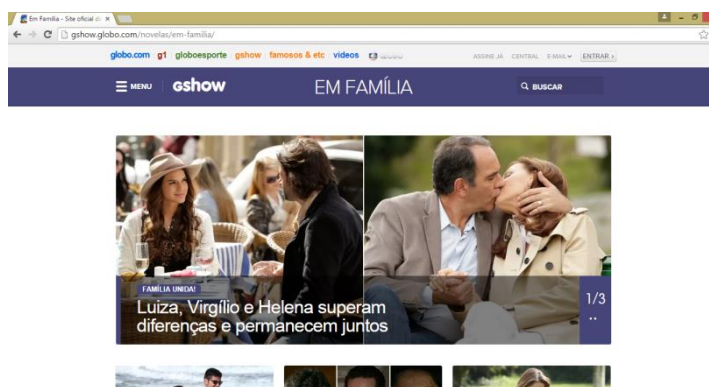 Em Família - Site oficial d
gshow.globo.com/novelas/em-familia/
globo.com g1 globoesporte gshow famosos & etc vídeos
ASSINE JÁ CENTRAL E-MAIL ENTRAR ›
MENU gshow EM FAMÍLIA BUSCAR
FAMÍLIA UNIDA!
Luiza, Virgílio e Helena superam
diferenças e permanecem juntos
1/3